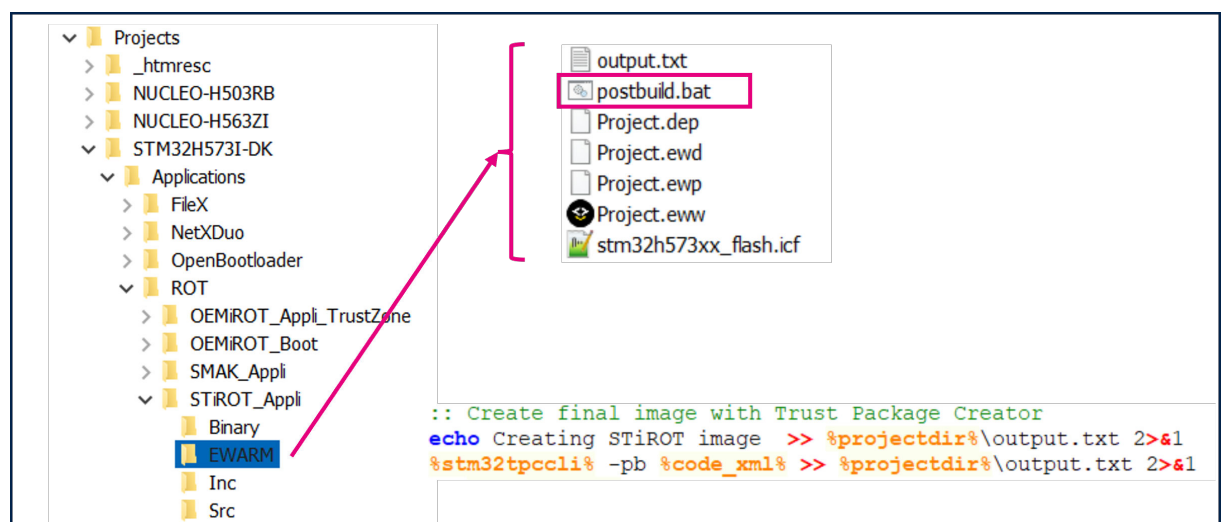 Projects
_htmresc
NUCLEO-H503RB
NUCLEO-H563ZI
STM32H573I-DK
Applications
FileX
NetXDuo
OpenBootloader
ROT
OEMiROT_Appli_TrustZone
OEMiROT_Boot
SMAK_Appli
STiROT_Appli
Binary
EWARM
Inc
Src
output.txt
postbuild.bat
Project.dep
Project.ewd
Project.ewp
Project.eww
stm32h573xx_flash.icf
:: Create final image with Trust Package Creator
echo Creating STiROT image >> %projectdir%\output.txt 2>&1
%stm32tpccli% -pb %code_xml% >> %projectdir%\output.txt 2>&1